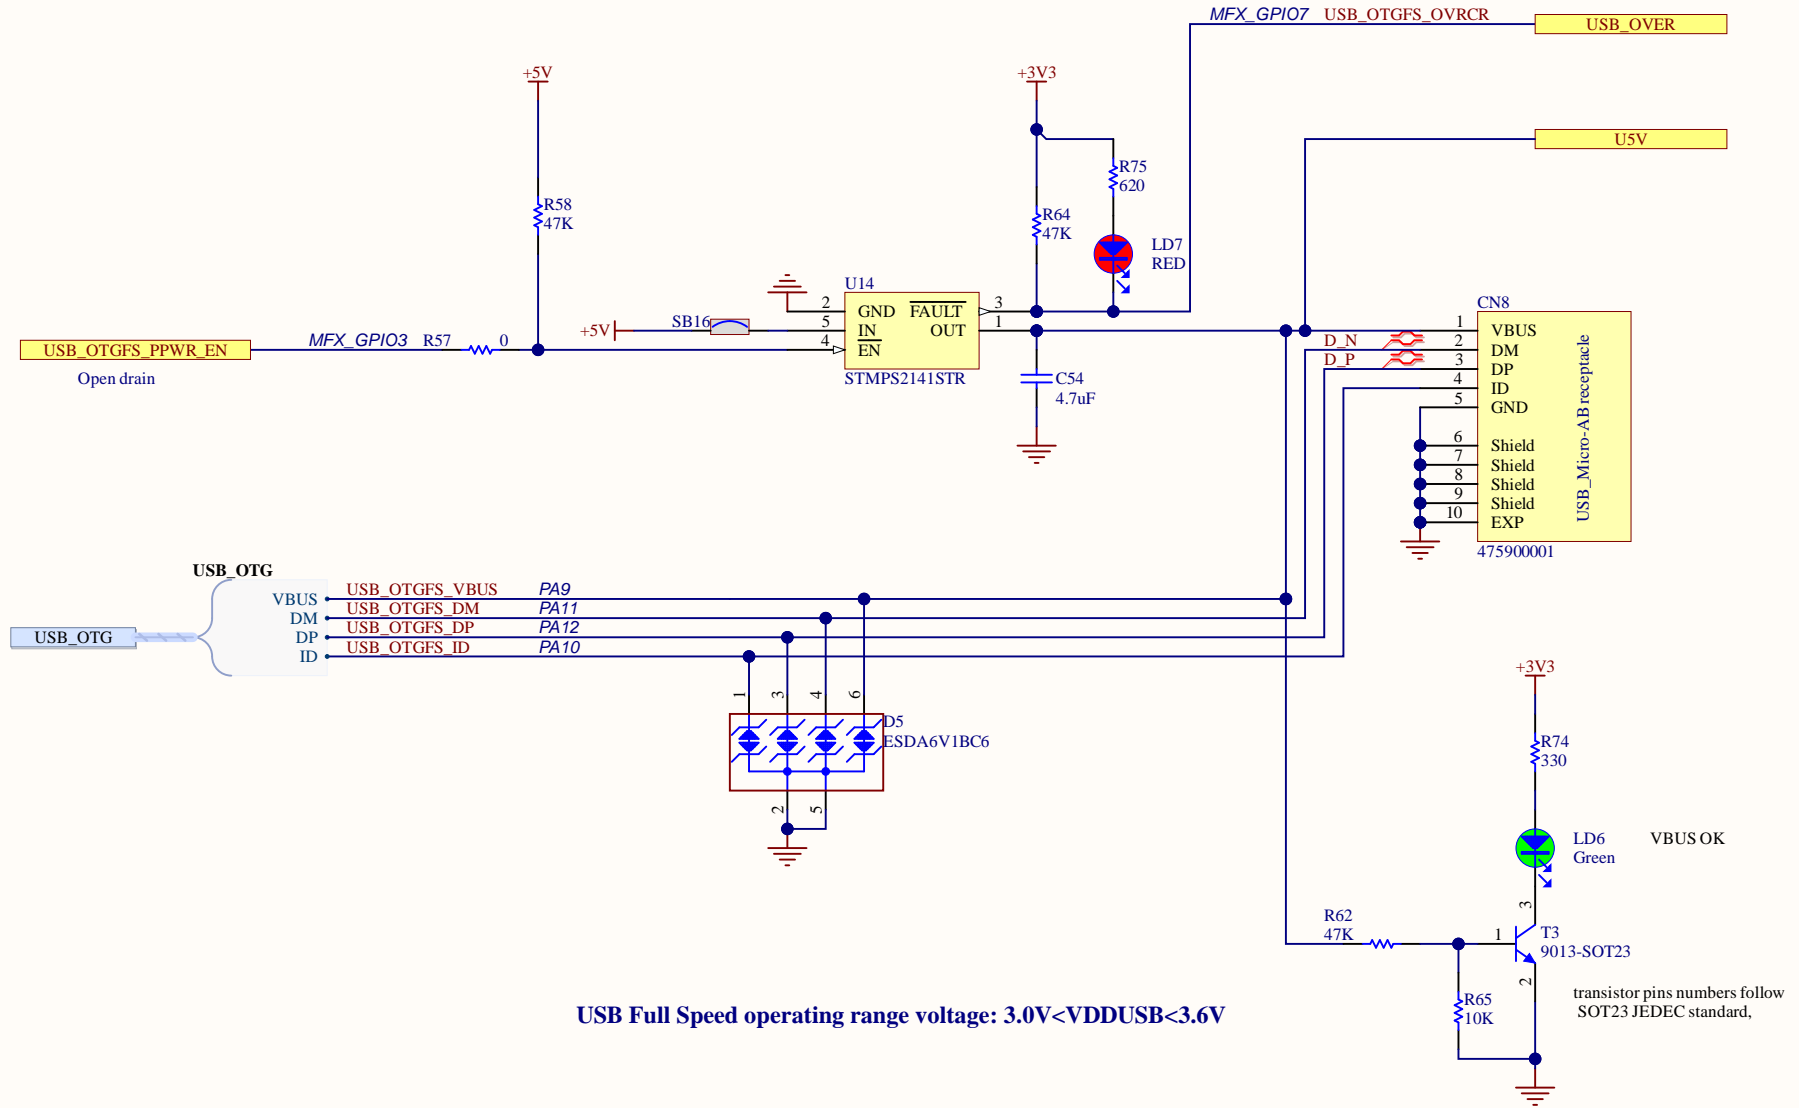 MFX_GPIO7 USB_OTGFS_OVRCR USB_OVER
+5V
+3V3
U5V
R75
620
R58
47K
R64
47K
LD7
RED
U14
2 GND FAULT 3
+5V SB16 5 IN OUT 1
USB_OTGFS_PPWR_EN MFX_GPIO3 R57 0 4 EN
Open drain
STMPS2141STR
C54
4.7uF
CN8
1 VBUS
D_N 2 DM
D_P 3 DP
4 ID
5 GND
6 Shield
7 Shield
8 Shield
9 Shield
10 EXP
USB_Micro-AB receptacle
475900001
USB_OTG
USB_OTG
VBUS USB_OTGFS_VBUS PA9
DM USB_OTGFS_DM PA11
DP USB_OTGFS_DP PA12
ID USB_OTGFS_ID PA10
1 3 4 6
D5
ESDA6V1BC6
2 5
+3V3
R74
330
LD6
Green
VBUS OK
3
R62
47K
1
T3
9013-SOT23
2
R65
10K
transistor pins numbers follow
SOT23 JEDEC standard,
USB Full Speed operating range voltage: 3.0V<VDDUSB<3.6V